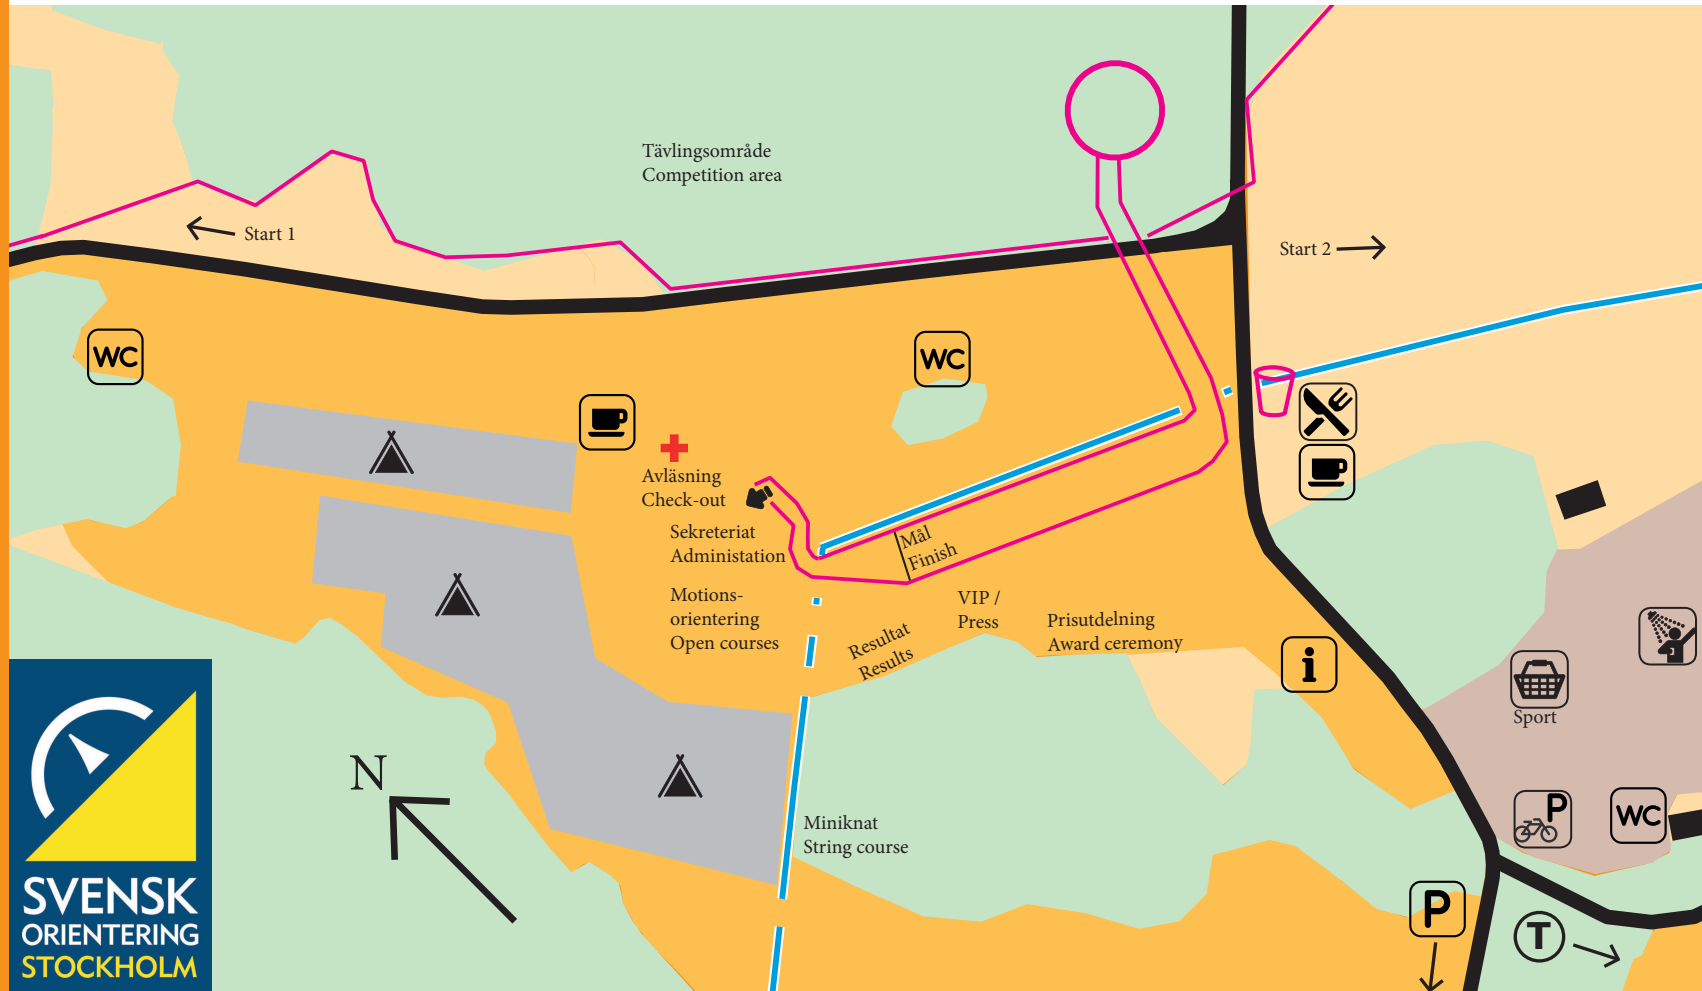 Tävlingsområde
Competition area
Start 1
Start 2
WC
WC
Avläsning
Check-out
Sekreteriat
Administation
Mål
Finish
Motions-
orientering
Open courses
VIP /
Press
Resultat
Results
Prisutdelning
Award ceremony
i
Sport
N
Miniknat
String course
P
WC
P
T
SVENSK
ORIENTERING
STOCKHOLM